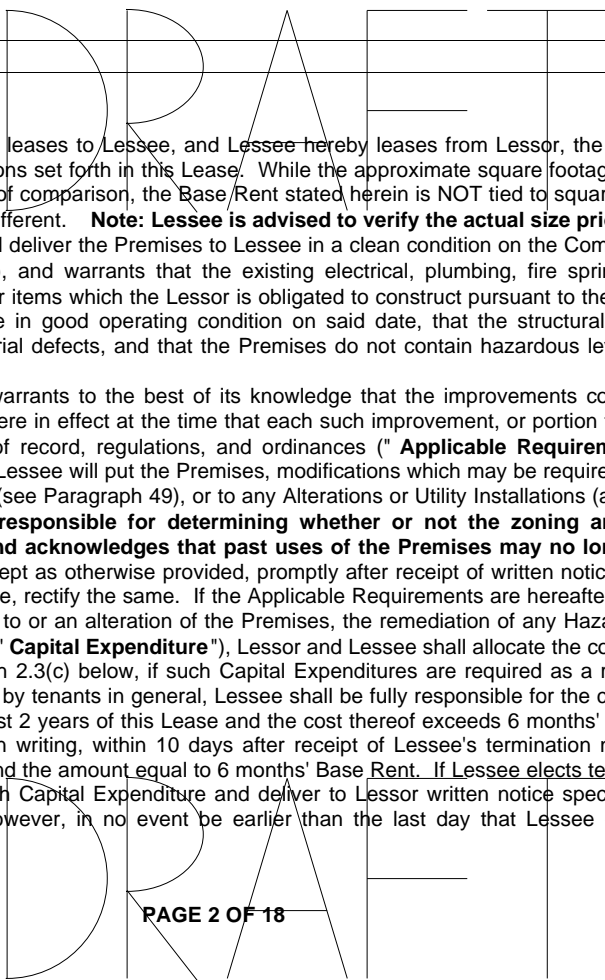 DRAFT
leases to Lessee, and Lessee hereby leases from Lessor, the
ons set forth in this Lease. While the approximate square footag
of comparison, the Base Rent stated herein is NOT tied to squar
fferent. Note: Lessee is advised to verify the actual size pri
d deliver the Premises to Lessee in a clean condition on the Com
, and warrants that the existing electrical, plumbing, fire spri
r items which the Lessor is obligated to construct pursuant to the
e in good operating condition on said date, that the structural
rial defects, and that the Premises do not contain hazardous le
warrants to the best of its knowledge that the improvements co
ere in effect at the time that each such improvement, or portion
of record, regulations, and ordinances (" Applicable Requirem
Lessee will put the Premises, modifications which may be require
(see Paragraph 49), or to any Alterations or Utility Installations (a
responsible for determining whether or not the zoning a
nd acknowledges that past uses of the Premises may no lon
ept as otherwise provided, promptly after receipt of written notic
e, rectify the same. If the Applicable Requirements are hereafte
to or an alteration of the Premises, the remediation of any Haza
" Capital Expenditure"), Lessor and Lessee shall allocate the co
n 2.3(c) below, if such Capital Expenditures are required as a
by tenants in general, Lessee shall be fully responsible for the c
st 2 years of this Lease and the cost thereof exceeds 6 months'
n writing, within 10 days after receipt of Lessee's termination
nd the amount equal to 6 months' Base Rent. If Lessee elects te
h Capital Expenditure and deliver to Lessor written notice spec
owever, in no event be earlier than the last day that Lessee
DRAFT
PAGE 2 OF 18